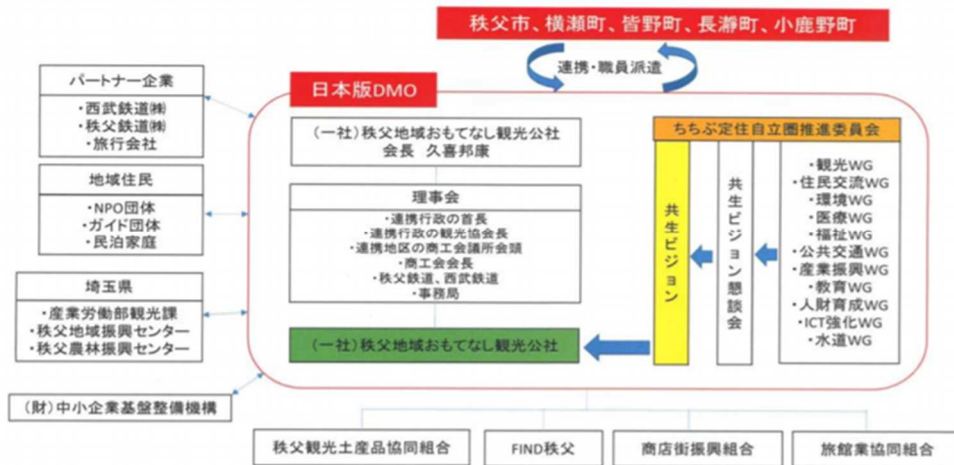 秩父市、横瀬町、皆野町、長瀞町、小鹿野町
連携・職員派遣
パートナー企業
・西武鉄道㈱
・秩父鉄道㈱
・旅行会社
地域住民
・NPO団体
・ガイド団体
・民泊家庭
埼玉県
・産業労働部観光課
・秩父地域振興センター
・秩父農林振興センター
(財)中小企業基盤整備機構
日本版DMO
(一社)秩父地域おもてなし観光公社
会長 久喜邦康
理事会
・連携行政の首長
・連携行政の観光協会長
・連携地区の商工会議所会頭
・商工会会長
・秩父鉄道、西武鉄道
・事務局
(一社)秩父地域おもてなし観光公社
ちちぶ定住自立圏推進委員会
共生ビジョン
共生ビジョン懇談会
・観光WG
・住民交流WG
・環境WG
・医療WG
・福祉WG
・公共交通WG
・産業振興WG
・教育WG
・人財育成WG
・ICT強化WG
・水道WG
秩父観光土産品協同組合
FIND秩父
商店街振興組合
旅館業協同組合